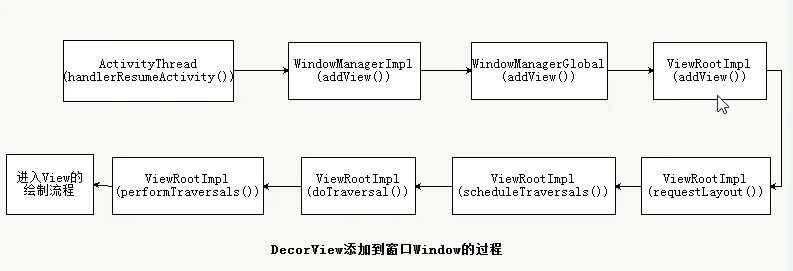 ActivityThread
(handlerResumeActivity())
WindowManagerImpl
(addView())
WindowManagerGlobal
(addView())
ViewRootImpl
(addView())
进入View的
绘制流程
ViewRootImpl
(performTraversals())
ViewRootImpl
(doTraversal())
ViewRootImpl
(scheduleTraversals())
ViewRootImpl
(requestLayout())
DecorView添加到窗口Window的过程